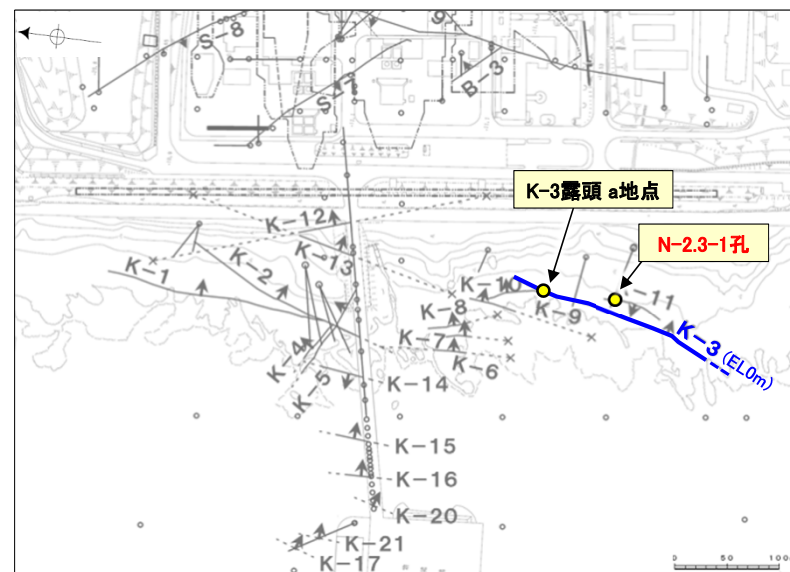 S-8
S-1
B-3
K-3露頭 a地点
N-2.3-1孔
K-12
K-13
K-1
K-2
K-10
K-11
K-8
K-9
K-7
K-6
K-3(EL0m)
K-4
K-5
K-14
K-15
K-16
K-20
K-21
K-17
0 50 100